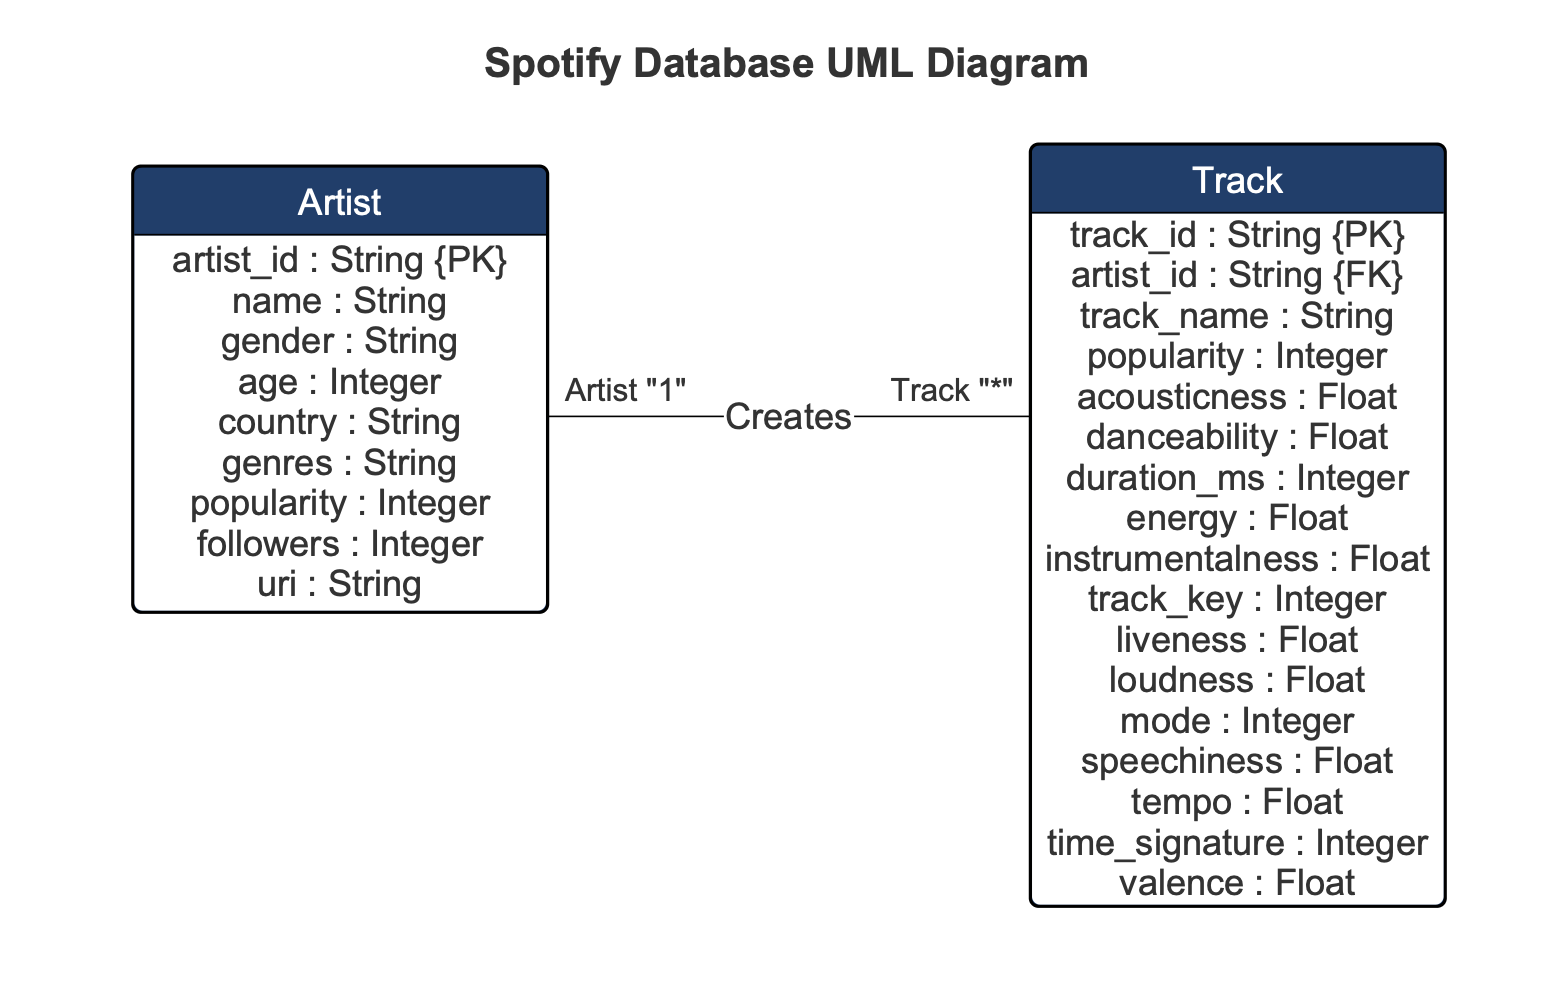 Spotify Database UML Diagram
Artist
artist_id : String {PK}
name : String
gender : String
age : Integer
country : String
genres : String
popularity : Integer
followers : Integer
uri : String
Artist "1"
Creates
Track "*"
Track
track_id : String {PK}
artist_id : String {FK}
track_name : String
popularity : Integer
acousticness : Float
danceability : Float
duration_ms : Integer
energy : Float
instrumentalness : Float
track_key : Integer
liveness : Float
loudness : Float
mode : Integer
speechiness : Float
tempo : Float
time_signature : Integer
valence : Float